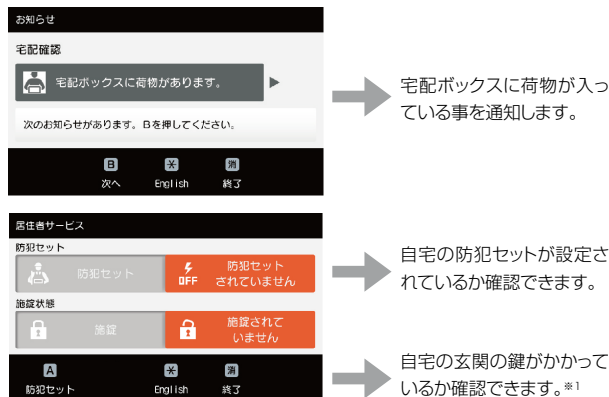 お知らせ
宅配確認
宅配ボックスに荷物があります。
次のお知らせがあります。Bを押してください。
B * 消
次へ English 終了
宅配ボックスに荷物が入っ
ている事を通知します。
居住者サービス
防犯セット
防犯セット OFF 防犯セット
されていません
施錠状態
施錠 施錠されて
いません
A * 消
防犯セット English 終了
自宅の防犯セットが設定さ
れているか確認できます。
自宅の玄関の鍵がかかって
いるか確認できます。※1